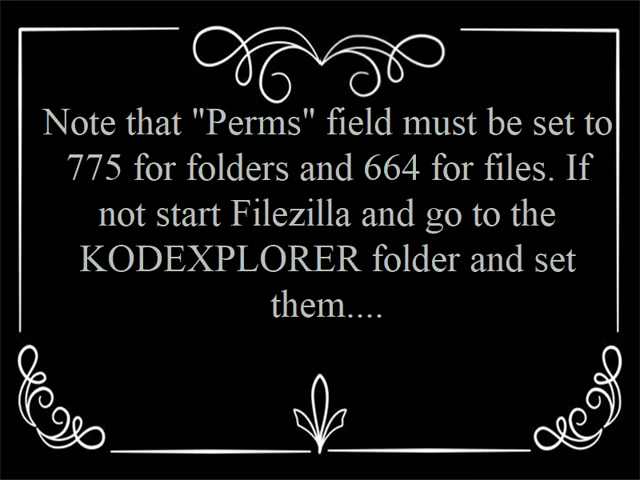 Note that "Perms" field must be set to
775 for folders and 664 for files. If
not start Filezilla and go to the
KODEXPLORER folder and set
them....